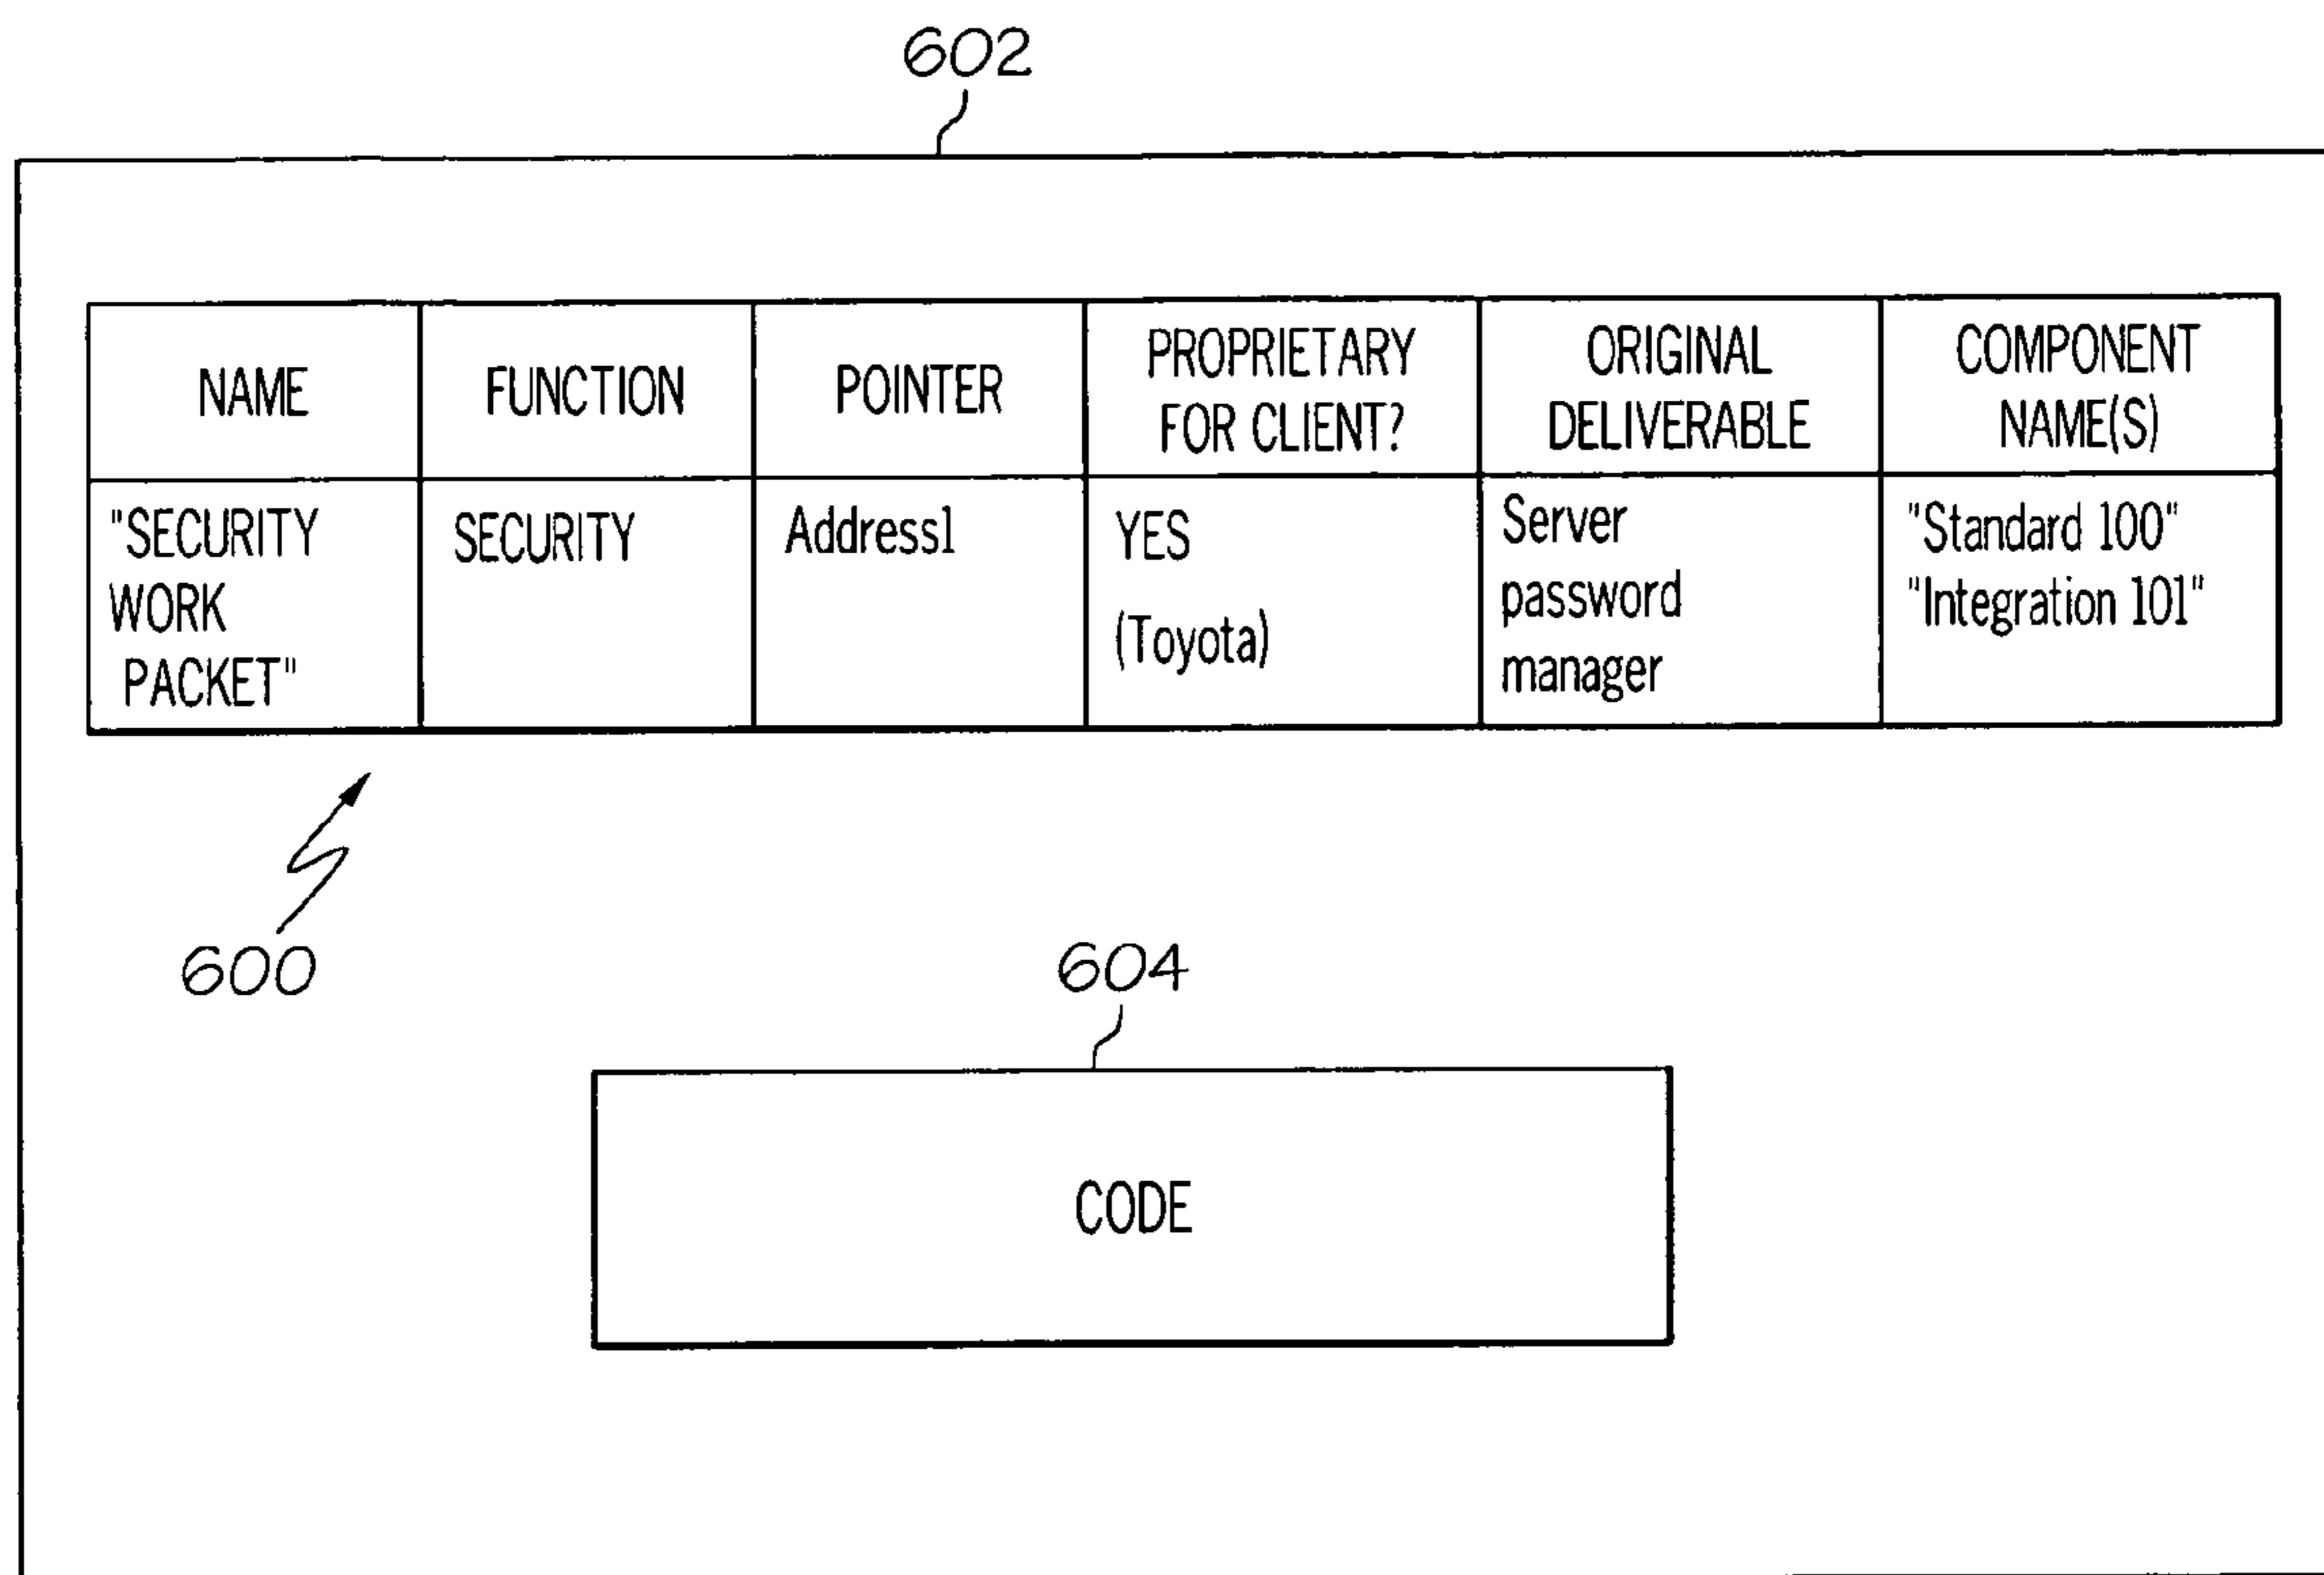 602
NAME
FUNCTION
POINTER
PROPRIETARY
FOR CLIENT?
ORIGINAL
DELIVERABLE
COMPONENT
NAME(S)
"SECURITY
WORK
PACKET"
SECURITY
Address1
YES
(Toyota)
Server
password
manager
"Standard 100"
"Integration 101"
600
604
CODE